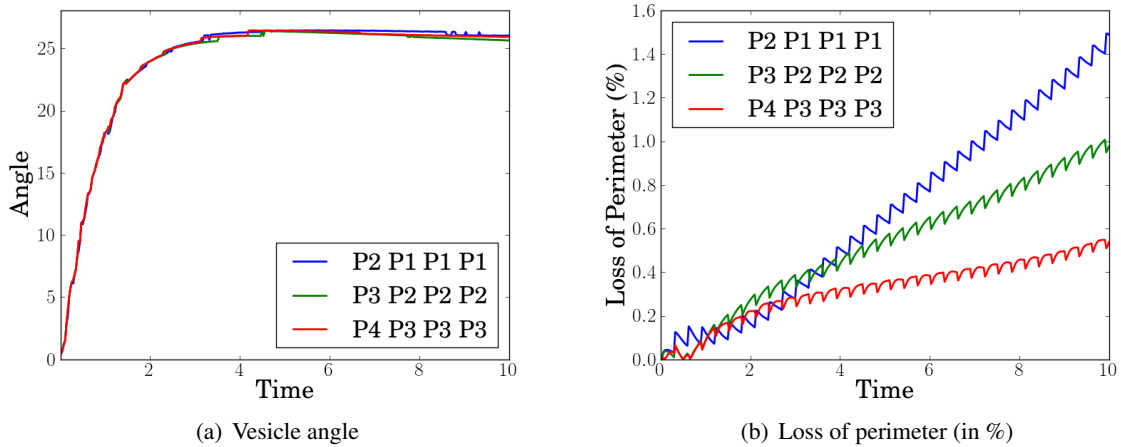 25
20
15
10
5
0
Angle
2
4
6
8
10
Time
P2 P1 P1 P1
P3 P2 P2 P2
P4 P3 P3 P3
(a) Vesicle angle
1.6
1.4
1.2
1.0
0.8
0.6
0.4
0.2
0.0
Loss of Perimeter (%)
0
2
4
6
8
10
Time
P2 P1 P1 P1
P3 P2 P2 P2
P4 P3 P3 P3
(b) Loss of perimeter (in %)